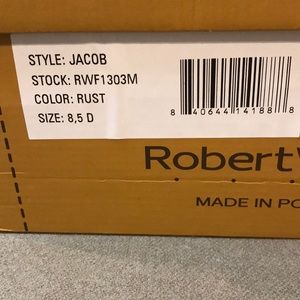 STYLE: JACOB
STOCK: RWF1303M
COLOR: RUST
SIZE: 8,5 D
8 40644 14188 8
Robert
MADE IN PO